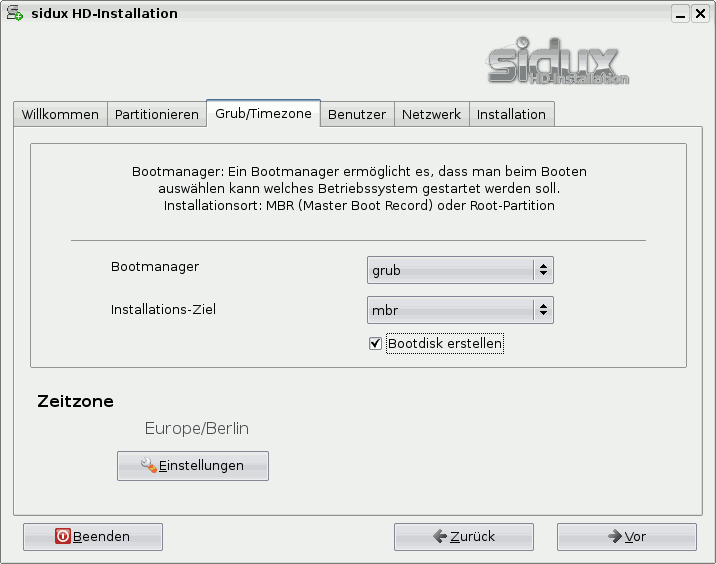 sidux HD-Installation
sidux
HD-Installation
Willkommen Partitionieren Grub/Timezone Benutzer Netzwerk Installation
Bootmanager: Ein Bootmanager ermöglicht es, dass man beim Booten
auswählen kann welches Betriebssystem gestartet werden soll.
Installationsort: MBR (Master Boot Record) oder Root-Partition
Bootmanager grub
Installations-Ziel mbr
Bootdisk erstellen
Zeitzone
Europe/Berlin
Einstellungen
Beenden Zurück Vor